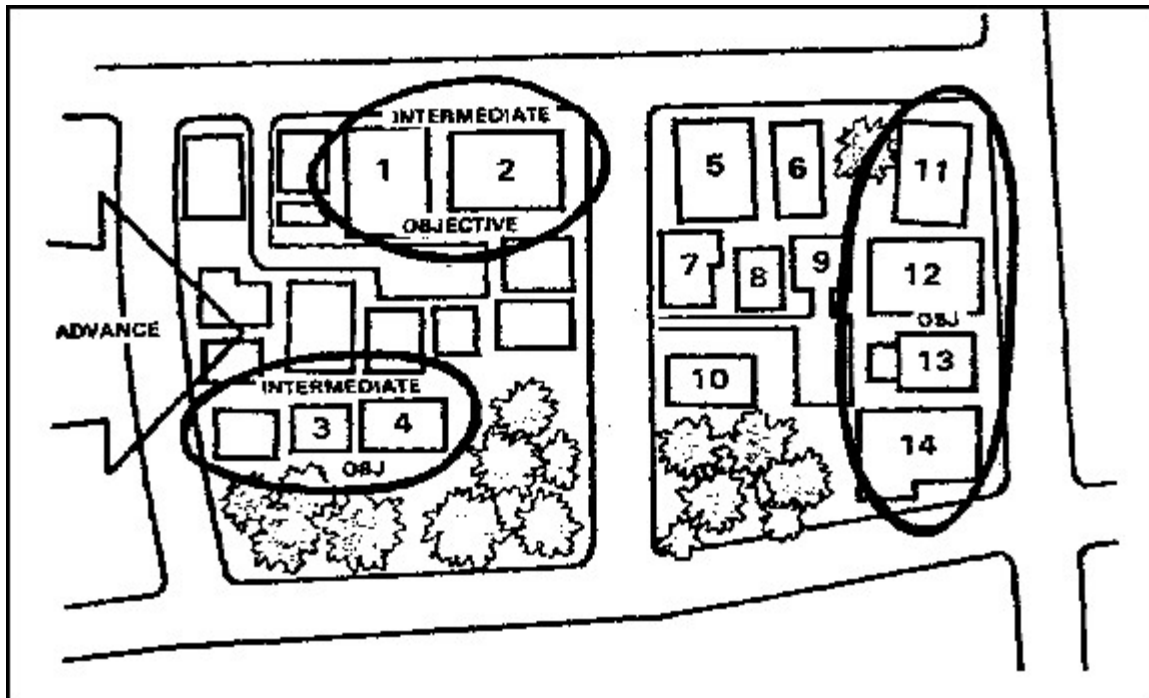 INTERMEDIATE
1
2
OBJECTIVE
5
6
11
7
8
9
12
OBJ
ADVANCE
13
INTERMEDIATE
10
3
4
14
OBJ